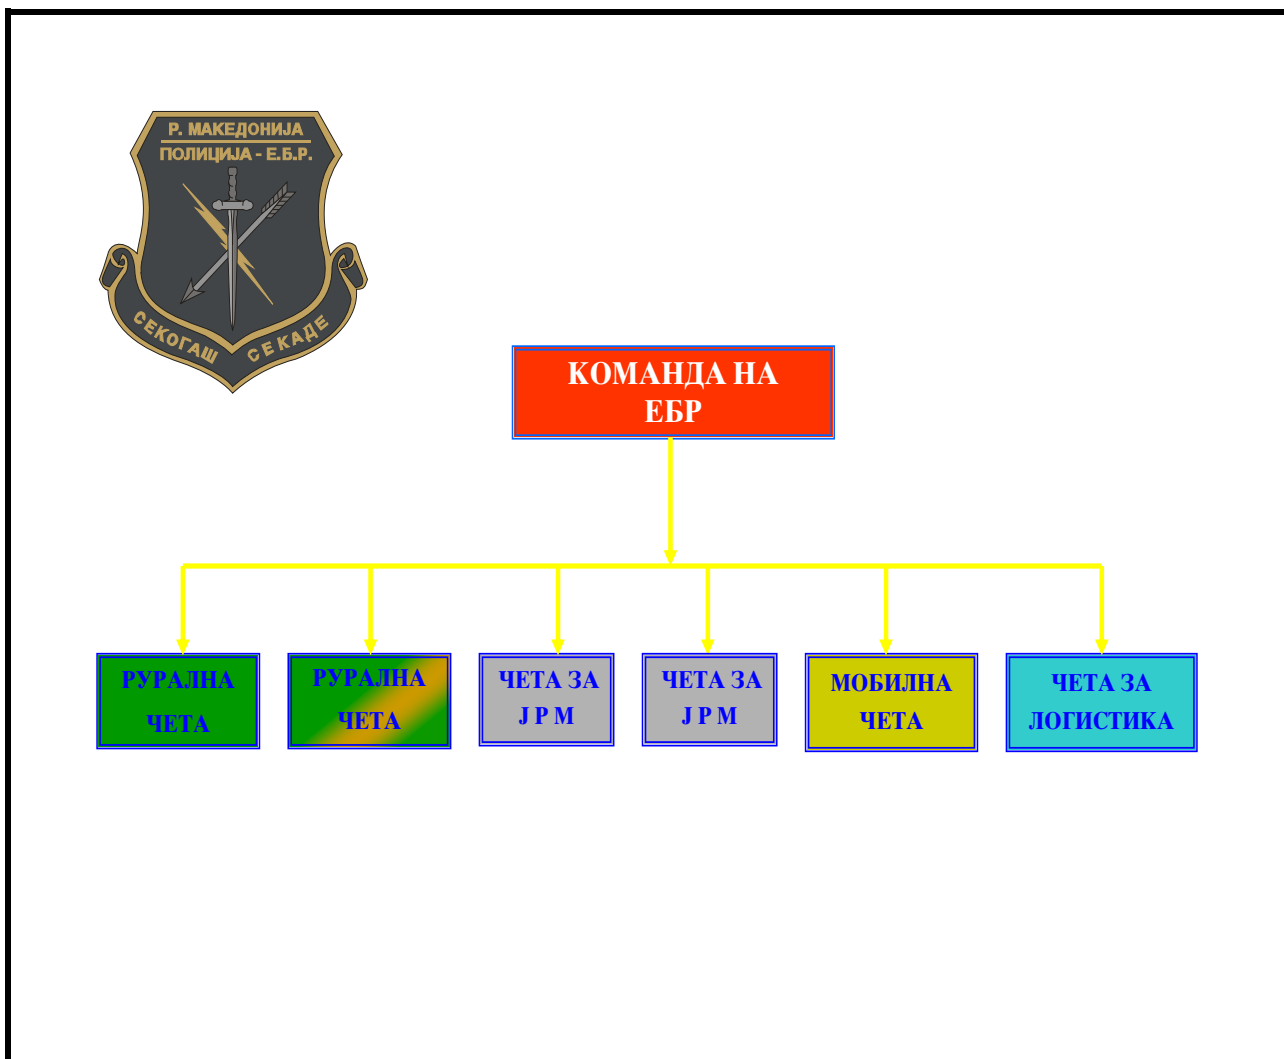 Р. МАКЕДОНИЈА
ПОЛИЦИЈА - Е.Б.Р.
СЕКОГАШ СЕКАДЕ
КОМАНДА НА
ЕБР
РУРАЛНА
ЧЕТА
РУРАЛНА
ЧЕТА
ЧЕТА ЗА
Ј Р М
ЧЕТА ЗА
Ј Р М
МОБИЛНА
ЧЕТА
ЧЕТА ЗА
ЛОГИСТИКА